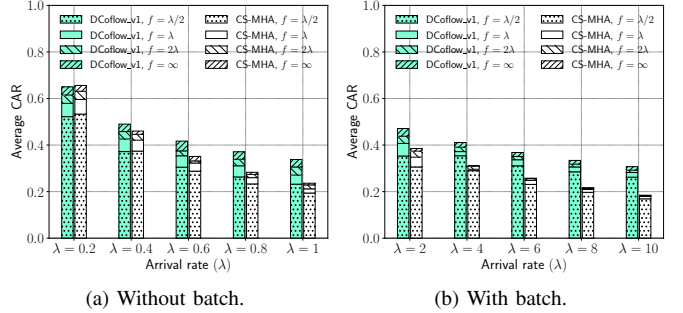 1.0
0.8
0.6
0.4
0.2
0.0
Average CAR
DCoflow_v1, f = λ/2
DCoflow_v1, f = λ
DCoflow_v1, f = 2λ
DCoflow_v1, f = ∞
CS-MHA, f = λ/2
CS-MHA, f = λ
CS-MHA, f = 2λ
CS-MHA, f = ∞
λ = 0.2 λ = 0.4 λ = 0.6 λ = 0.8 λ = 1
Arrival rate (λ)
(a) Without batch.
1.0
0.8
0.6
0.4
0.2
0.0
Average CAR
DCoflow_v1, f = λ/2
DCoflow_v1, f = λ
DCoflow_v1, f = 2λ
DCoflow_v1, f = ∞
CS-MHA, f = λ/2
CS-MHA, f = λ
CS-MHA, f = 2λ
CS-MHA, f = ∞
λ = 2 λ = 4 λ = 6 λ = 8 λ = 10
Arrival rate (λ)
(b) With batch.